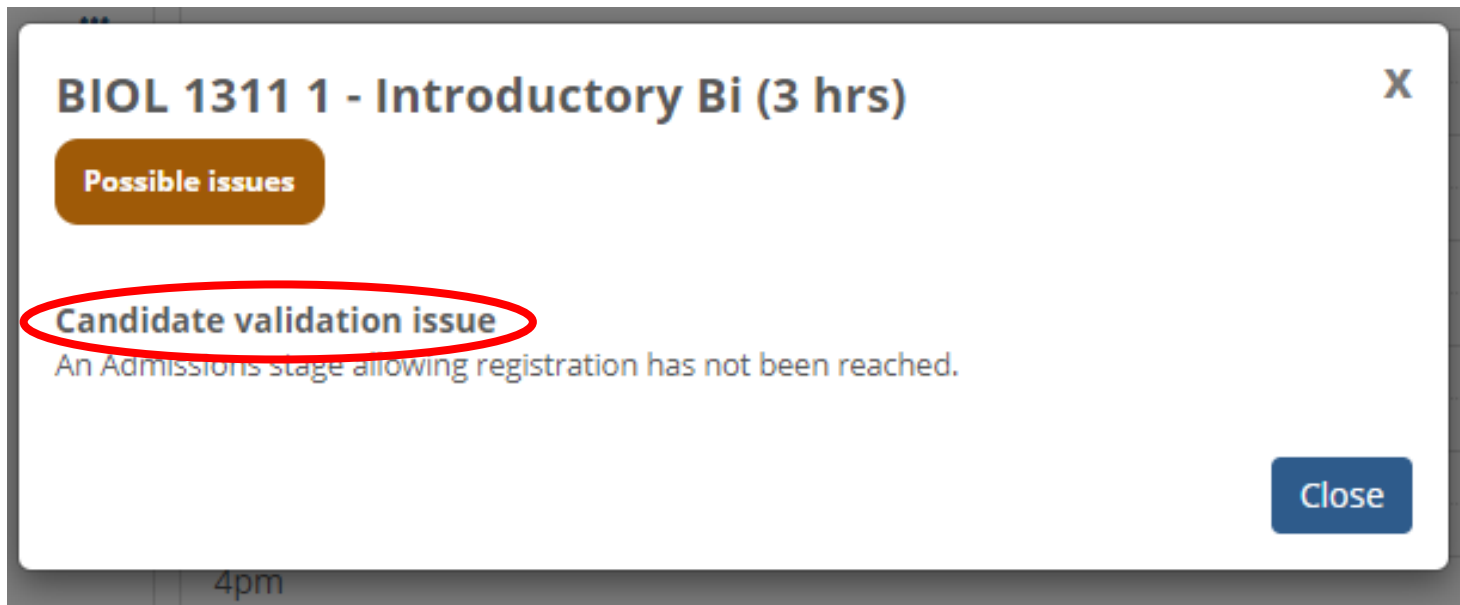 BIOL 1311 1 - Introductory Bi (3 hrs)
X
Possible issues
Candidate validation issue
An Admissions stage allowing registration has not been reached.
Close
4pm